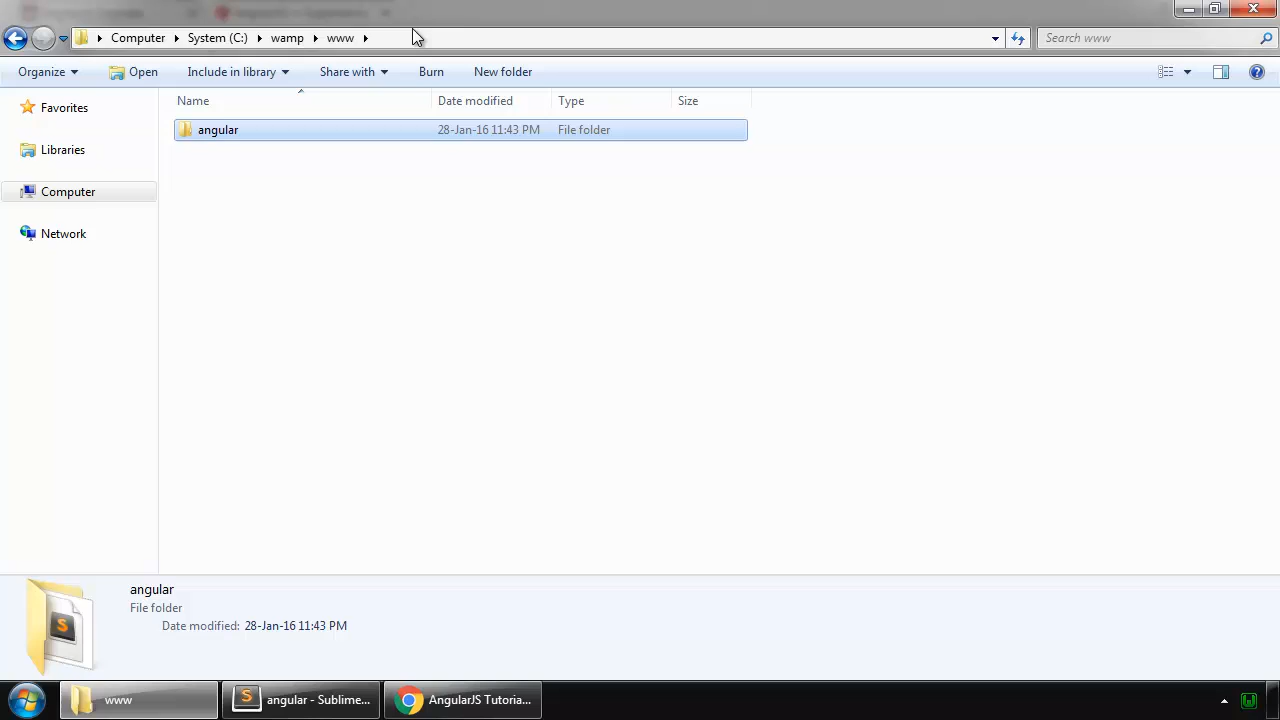 Computer System (C:) wamp www Search www
Organize Open Include in library Share with Burn New folder
Name Date modified Type Size
Favorites
angular 28-Jan-16 11:43 PM File folder
Libraries
Computer
Network
angular
File folder
Date modified: 28-Jan-16 11:43 PM
www angular - Sublime... AngularJS Tutoria...